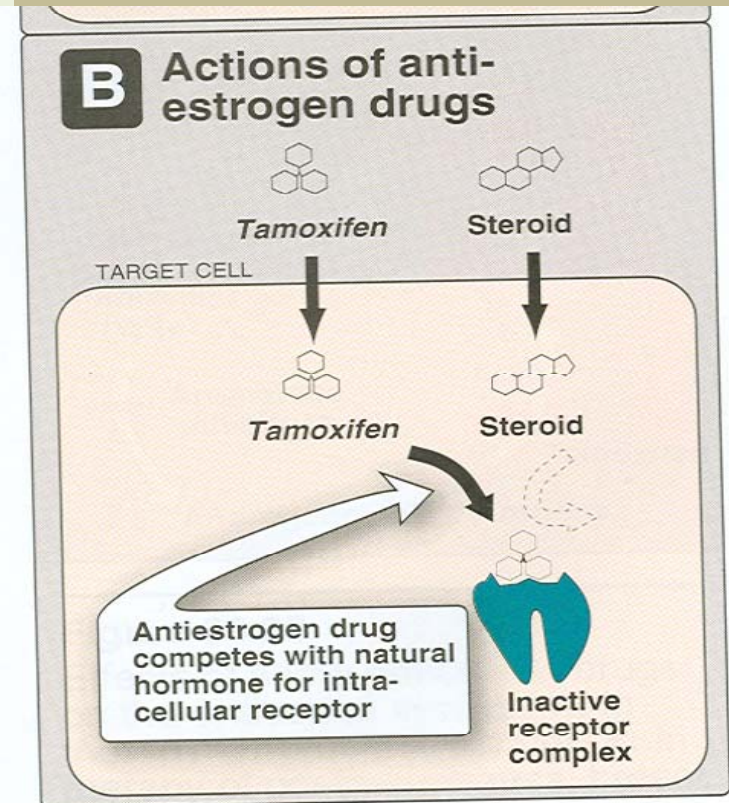 B
Actions of anti-
estrogen drugs
Tamoxifen
Steroid
TARGET CELL
Tamoxifen
Steroid
Antiestrogen drug
competes with natural
hormone for intra-
cellular receptor
Inactive
receptor
complex